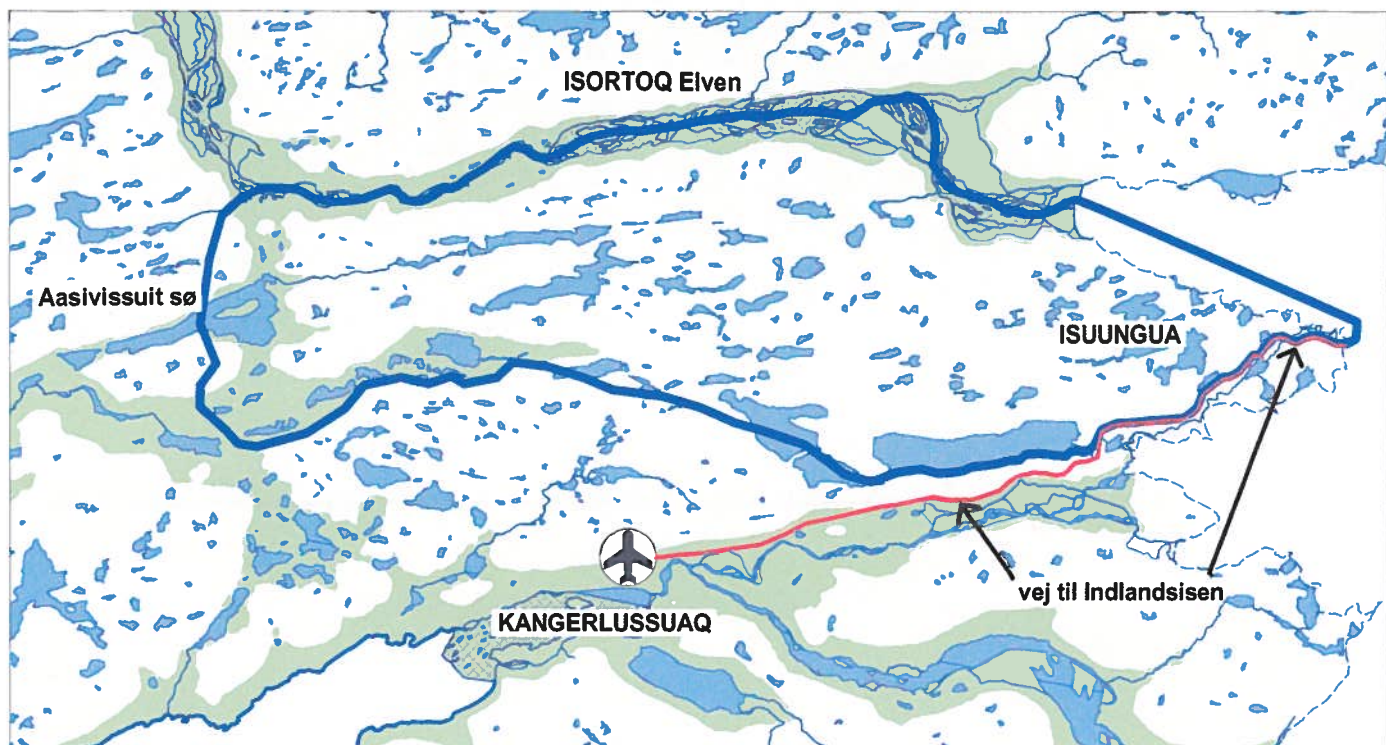 ISORTOQ Elven
Aasivissuit sø
ISUUNGUA
vej til Indlandsisen
KANGERLUSSUAQ